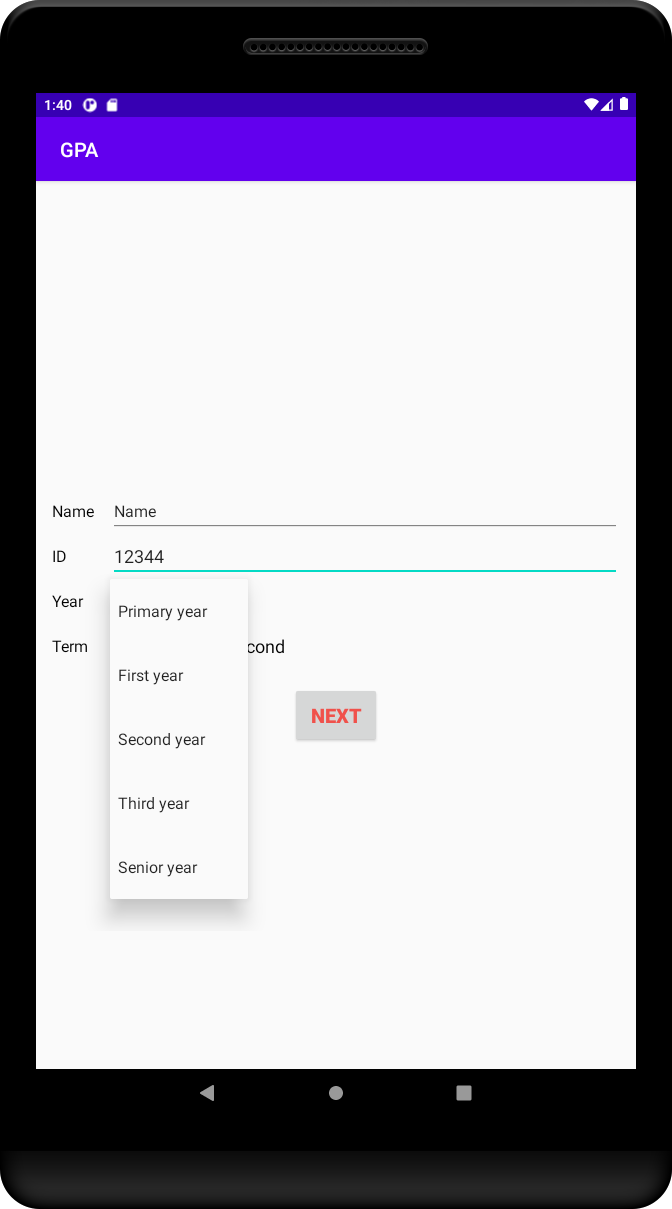 1:40
GPA
Name Name
ID 12344
Year
Primary year
Term cond
First year
NEXT
Second year
Third year
Senior year